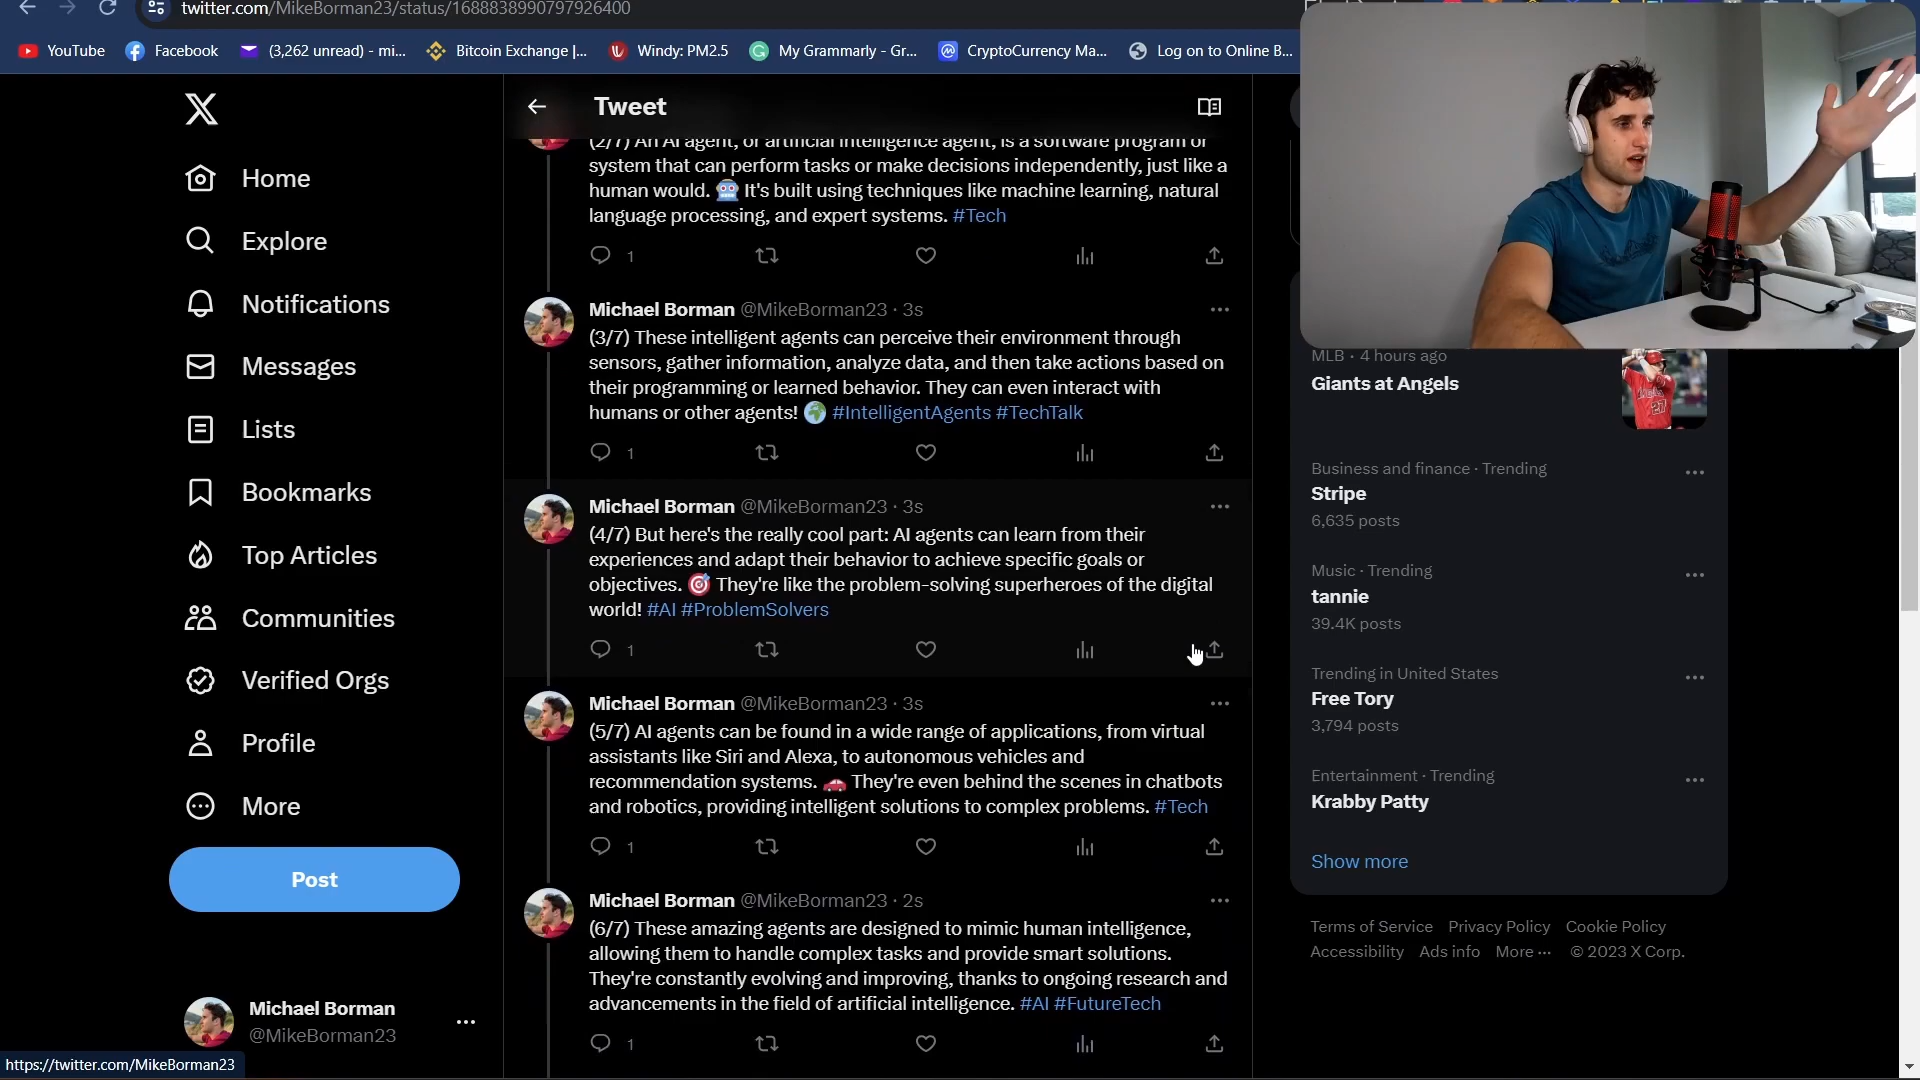 twitter.com/MikeBorman23/status/1688838990797926400
YouTube
Facebook
(3,262 unread) - mi...
Bitcoin Exchange |...
Windy: PM2.5
My Grammarly - Gr...
CryptoCurrency Ma...
Log on to Online B...
Home
Explore
Notifications
Messages
Lists
Bookmarks
Top Articles
Communities
Verified Orgs
Profile
More
Post
Michael Borman
@MikeBorman23
https://twitter.com/MikeBorman23
Tweet
(2/7) An AI agent, or artificial intelligence agent, is a software program or
system that can perform tasks or make decisions independently, just like a
human would. 🤖 It's built using techniques like machine learning, natural
language processing, and expert systems. #Tech
1
Michael Borman @MikeBorman23 · 3s
(3/7) These intelligent agents can perceive their environment through
sensors, gather information, analyze data, and then take actions based on
their programming or learned behavior. They can even interact with
humans or other agents! 🌍 #IntelligentAgents #TechTalk
1
Michael Borman @MikeBorman23 · 3s
(4/7) But here's the really cool part: AI agents can learn from their
experiences and adapt their behavior to achieve specific goals or
objectives. 🎯 They're like the problem-solving superheroes of the digital
world! #AI #ProblemSolvers
1
Michael Borman @MikeBorman23 · 3s
(5/7) AI agents can be found in a wide range of applications, from virtual
assistants like Siri and Alexa, to autonomous vehicles and
recommendation systems. 🚗 They're even behind the scenes in chatbots
and robotics, providing intelligent solutions to complex problems. #Tech
1
Michael Borman @MikeBorman23 · 2s
(6/7) These amazing agents are designed to mimic human intelligence,
allowing them to handle complex tasks and provide smart solutions.
They're constantly evolving and improving, thanks to ongoing research and
advancements in the field of artificial intelligence. #AI #FutureTech
1
MLB · 4 hours ago
Giants at Angels
Business and finance · Trending
Stripe
6,635 posts
Music · Trending
tannie
39.4K posts
Trending in United States
Free Tory
3,794 posts
Entertainment · Trending
Krabby Patty
Show more
Terms of Service Privacy Policy Cookie Policy
Accessibility Ads info More ··· © 2023 X Corp.